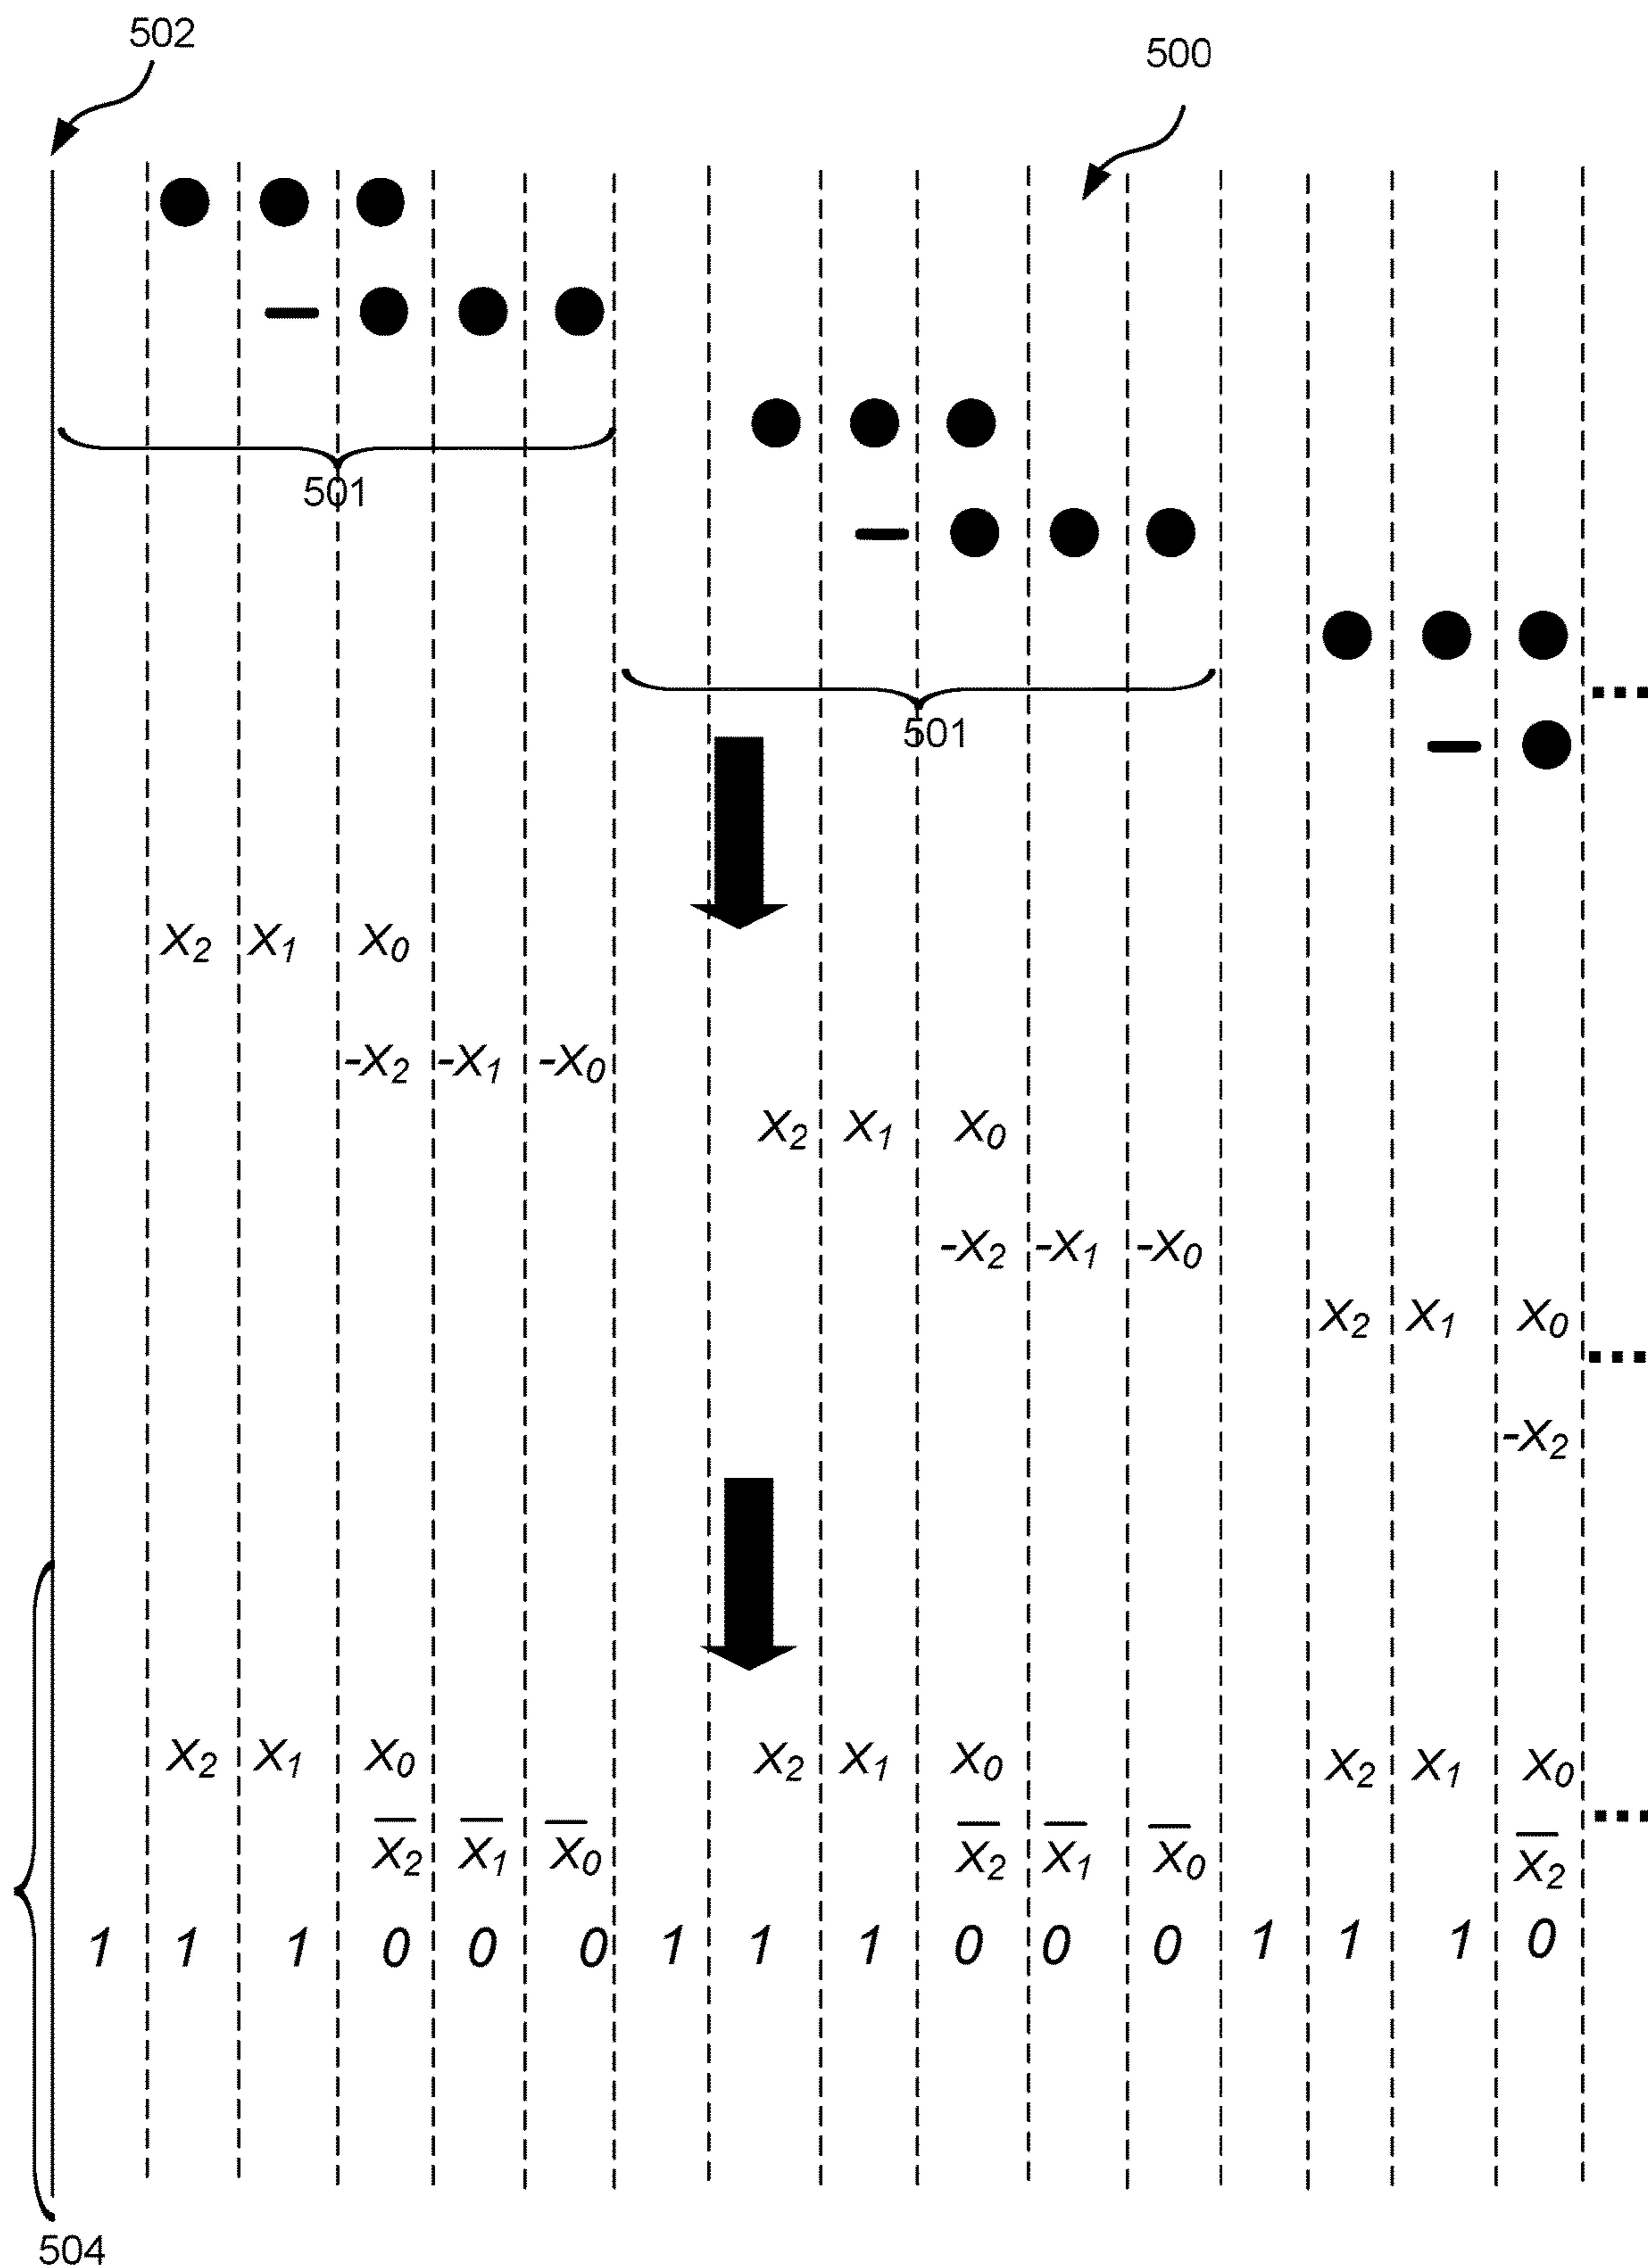 502
500
501
501
X₂ X₁ X₀
-X₂ -X₁ -X₀
X₂ X₁ X₀
-X₂ -X₁ -X₀
X₂ X₁ X₀
-X₂
X₂ X₁ X₀ X₂ X₁ X₀ X₂ X₁ X₀
X̅₂ X̅₁ X̅₀ X̅₂ X̅₁ X̅₀ X̅₂
1 1 1 0 0 0 1 1 1 0 0 0 1 1 1 0
504